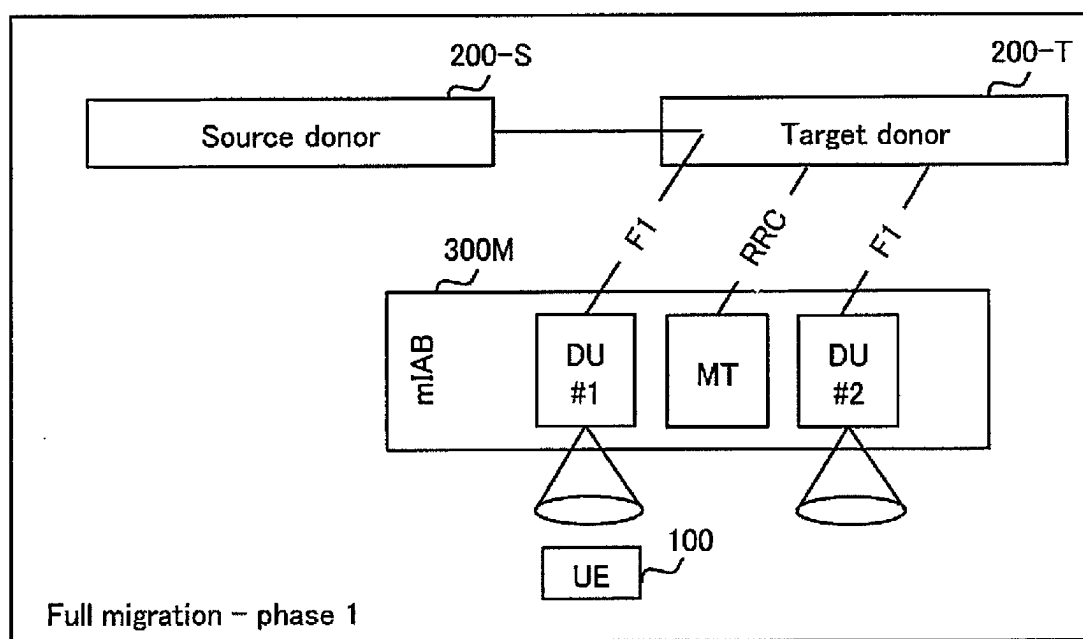 200-S
200-T
Source donor
Target donor
F1
RRC
F1
300M
mIAB
DU
#1
MT
DU
#2
100
UE
Full migration – phase 1